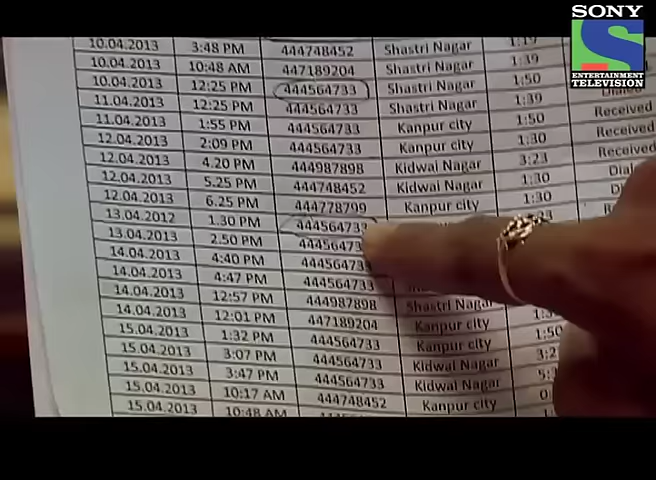 SONY
ENTERTAINMENT
TELEVISION
10.04.2013 3:48 PM 444748452 Shastri Nagar 1:19
10.04.2013 10:48 AM 447189204 Shastri Nagar 1:39
10.04.2013 12:25 PM 444564733 Shastri Nagar 1:50
11.04.2013 12:25 PM 444564733 Shastri Nagar 1:39 Dialed
11.04.2013 1:55 PM 444564733 Kanpur city 1:50 Received
12.04.2013 2:09 PM 444564733 Kanpur city 1:30 Received
12.04.2013 4.20 PM 444987898 Kidwai Nagar 3:23 Received
12.04.2013 5.25 PM 444748452 Kidwai Nagar 1:30
12.04.2013 6.25 PM 444778799 Kanpur city 1:30
13.04.2012 1.30 PM 444564733
13.04.2013 2.50 PM
14.04.2013 4:40 PM 444564733
14.04.2013 4:47 PM 444564733
14.04.2013 12:57 PM 444987898 Shastri Nagar
14.04.2013 12:01 PM 447189204 Kanpur city
15.04.2013 1:32 PM 444564733 Kanpur city 1:50
15.04.2013 3:07 PM 444564733 Kidwai Nagar
15.04.2013 3:47 PM 444564733 Kidwai Nagar
15.04.2013 10:17 AM 444748452 Kanpur city
15.04.2013 10:48 AM